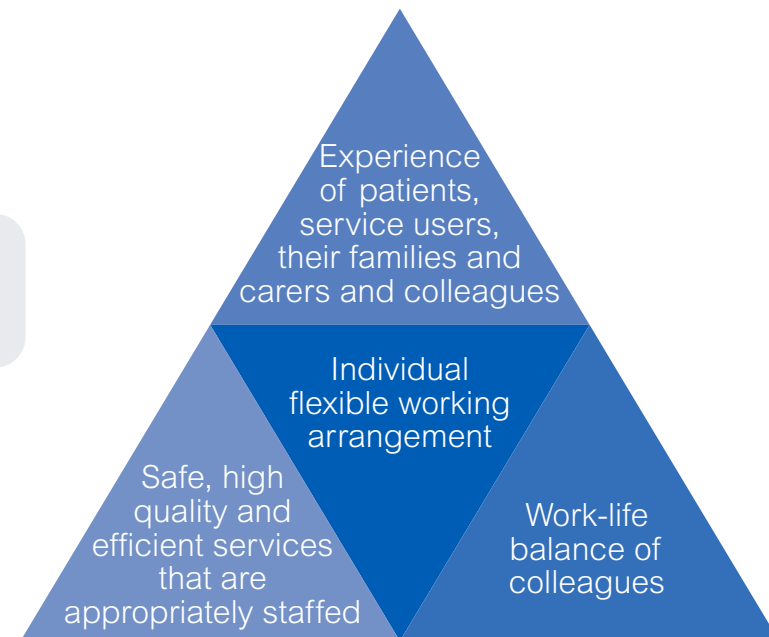 Experience
of patients,
service users,
their families and
carers and colleagues
Individual
flexible working
arrangement
Safe, high
quality and
efficient services
that are
appropriately staffed
Work-life
balance of
colleagues